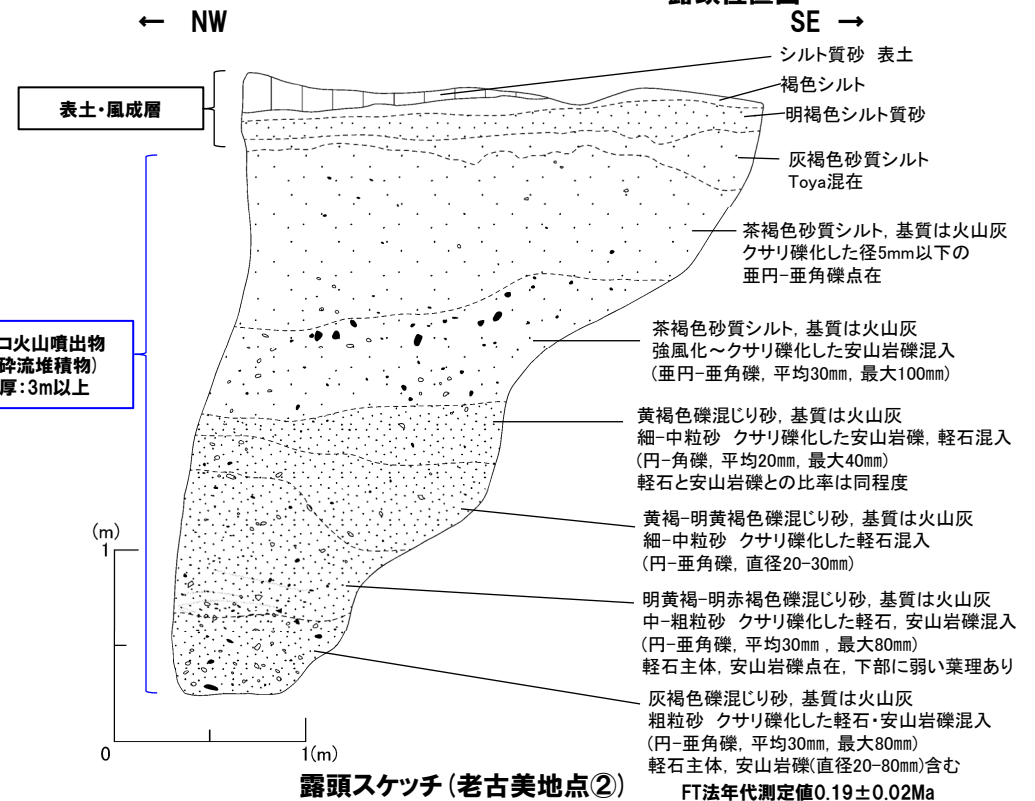 ← NW
SE →
シルト質砂 表土
褐色シルト
明褐色シルト質砂
灰褐色砂質シルト
Toya混在
茶褐色砂質シルト, 基質は火山灰
クサリ礫化した径5mm以下の
亜円-亜角礫点在
茶褐色砂質シルト, 基質は火山灰
強風化～クサリ礫化した安山岩礫混入
(亜円-亜角礫, 平均30mm, 最大100mm)
黄褐色礫混じり砂, 基質は火山灰
細-中粒砂 クサリ礫化した安山岩礫, 軽石混入
(円-角礫, 平均20mm, 最大40mm)
軽石と安山岩礫との比率は同程度
黄褐-明黄褐色礫混じり砂, 基質は火山灰
細-中粒砂 クサリ礫化した軽石混入
(円-亜角礫, 直径20-30mm)
明黄褐-明赤褐色礫混じり砂, 基質は火山灰
中-粗粒砂 クサリ礫化した軽石, 安山岩礫混入
(円-亜角礫, 平均30mm , 最大80mm)
軽石主体, 安山岩礫点在, 下部に弱い葉理あり
灰褐色礫混じり砂, 基質は火山灰
粗粒砂 クサリ礫化した軽石・安山岩礫混入
(円-亜角礫, 平均30mm, 最大80mm)
軽石主体, 安山岩礫(直径20-80mm)含む
FT法年代測定値0.19±0.02Ma
表土・風成層
コ火山噴出物
砕流堆積物)
厚：3m以上
(m)
1
0
1(m)
露頭スケッチ(老古美地点②)